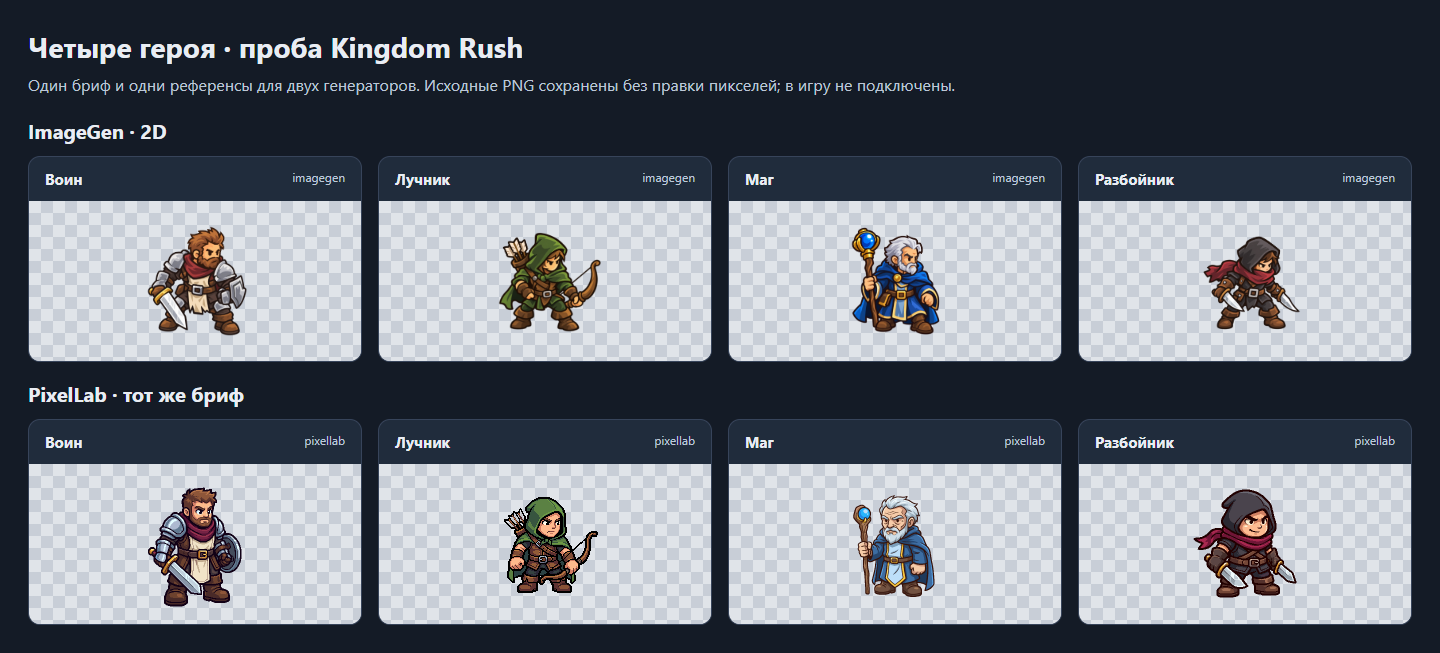 Четыре героя · проба Kingdom Rush
Один бриф и одни референсы для двух генераторов. Исходные PNG сохранены без правки пикселей; в игру не подключены.
ImageGen · 2D
Воин imagegen
Лучник imagegen
Маг imagegen
Разбойник imagegen
PixelLab · тот же бриф
Воин pixellab
Лучник pixellab
Маг pixellab
Разбойник pixellab